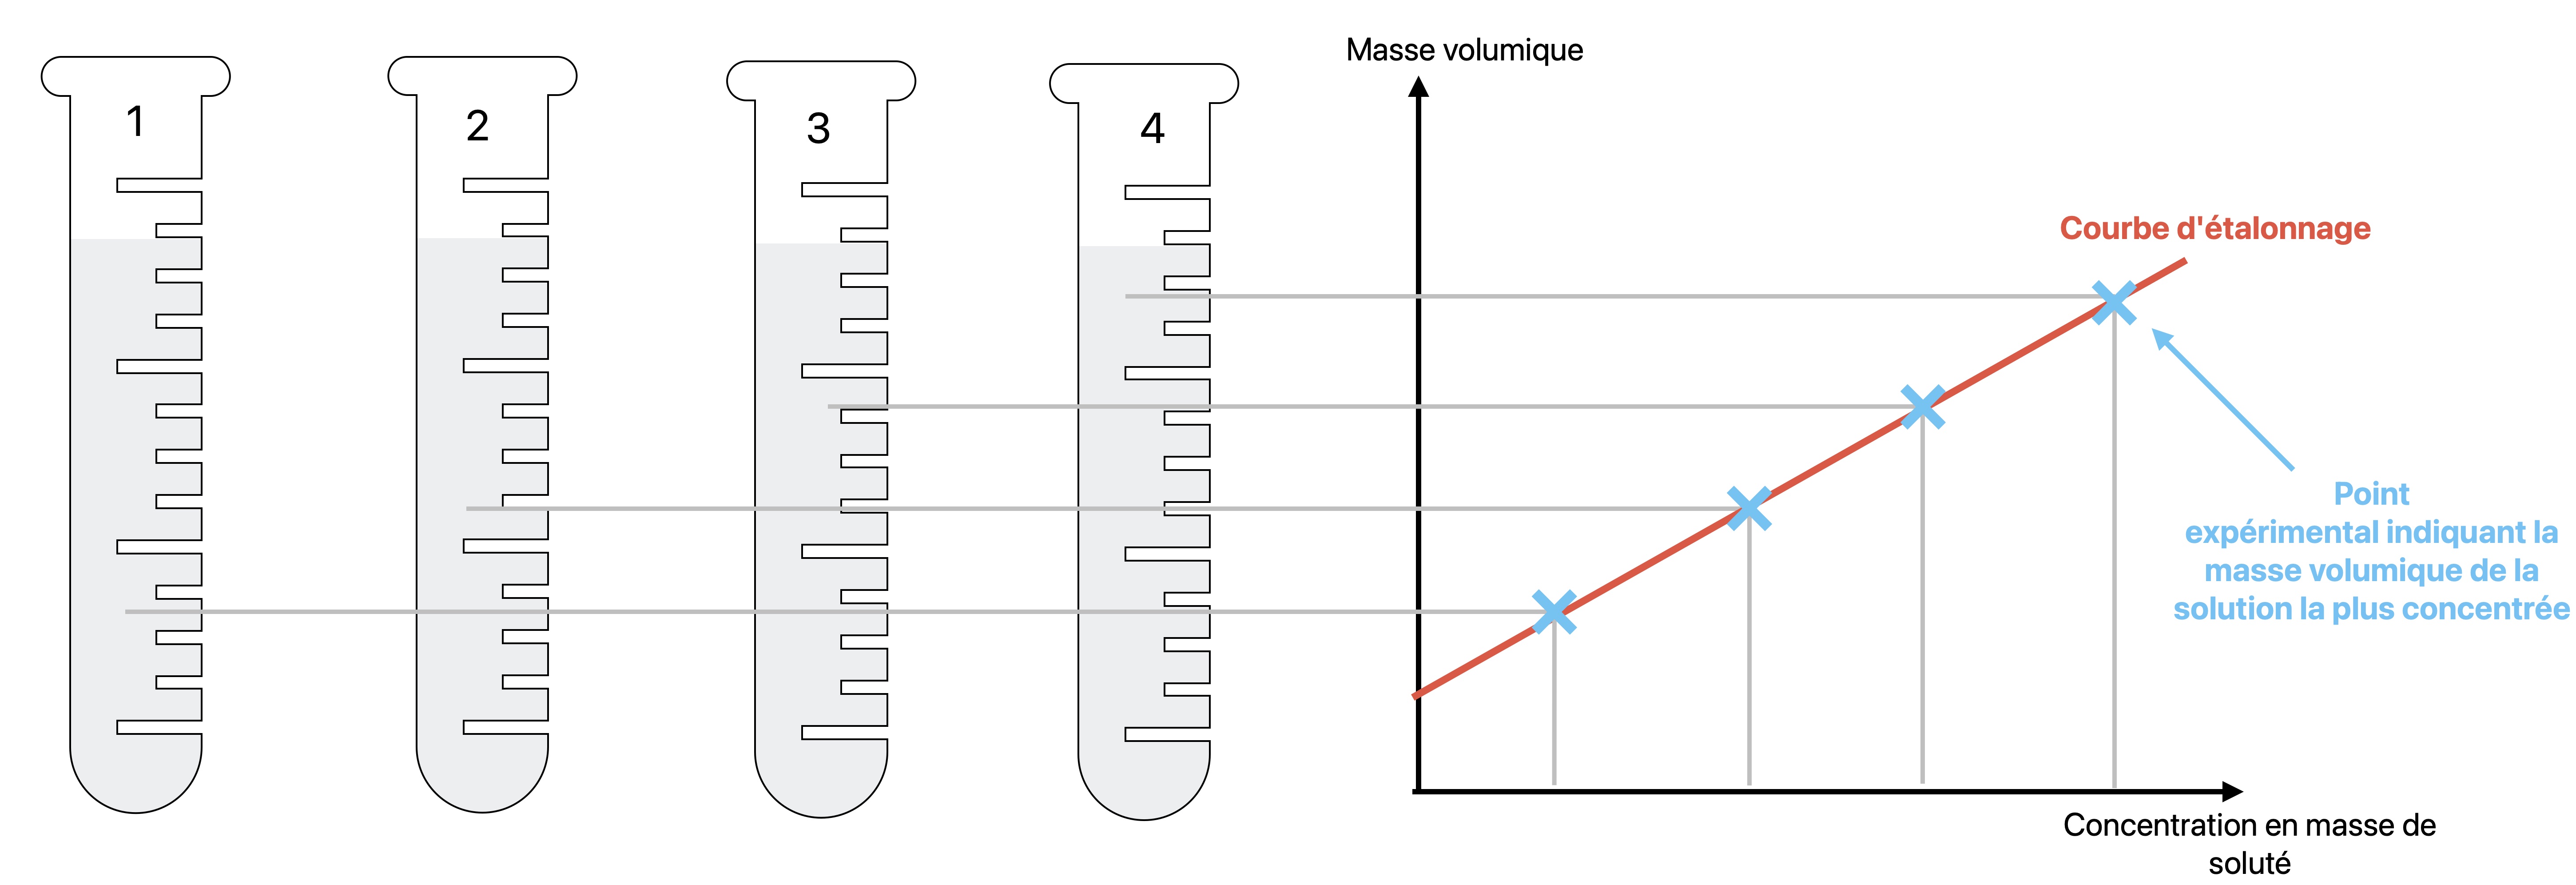 Masse volumique
1
2
3
4
Courbe d'étalonnage
Point
expérimental indiquant la
masse volumique de la
solution la plus concentrée
Concentration en masse de
soluté